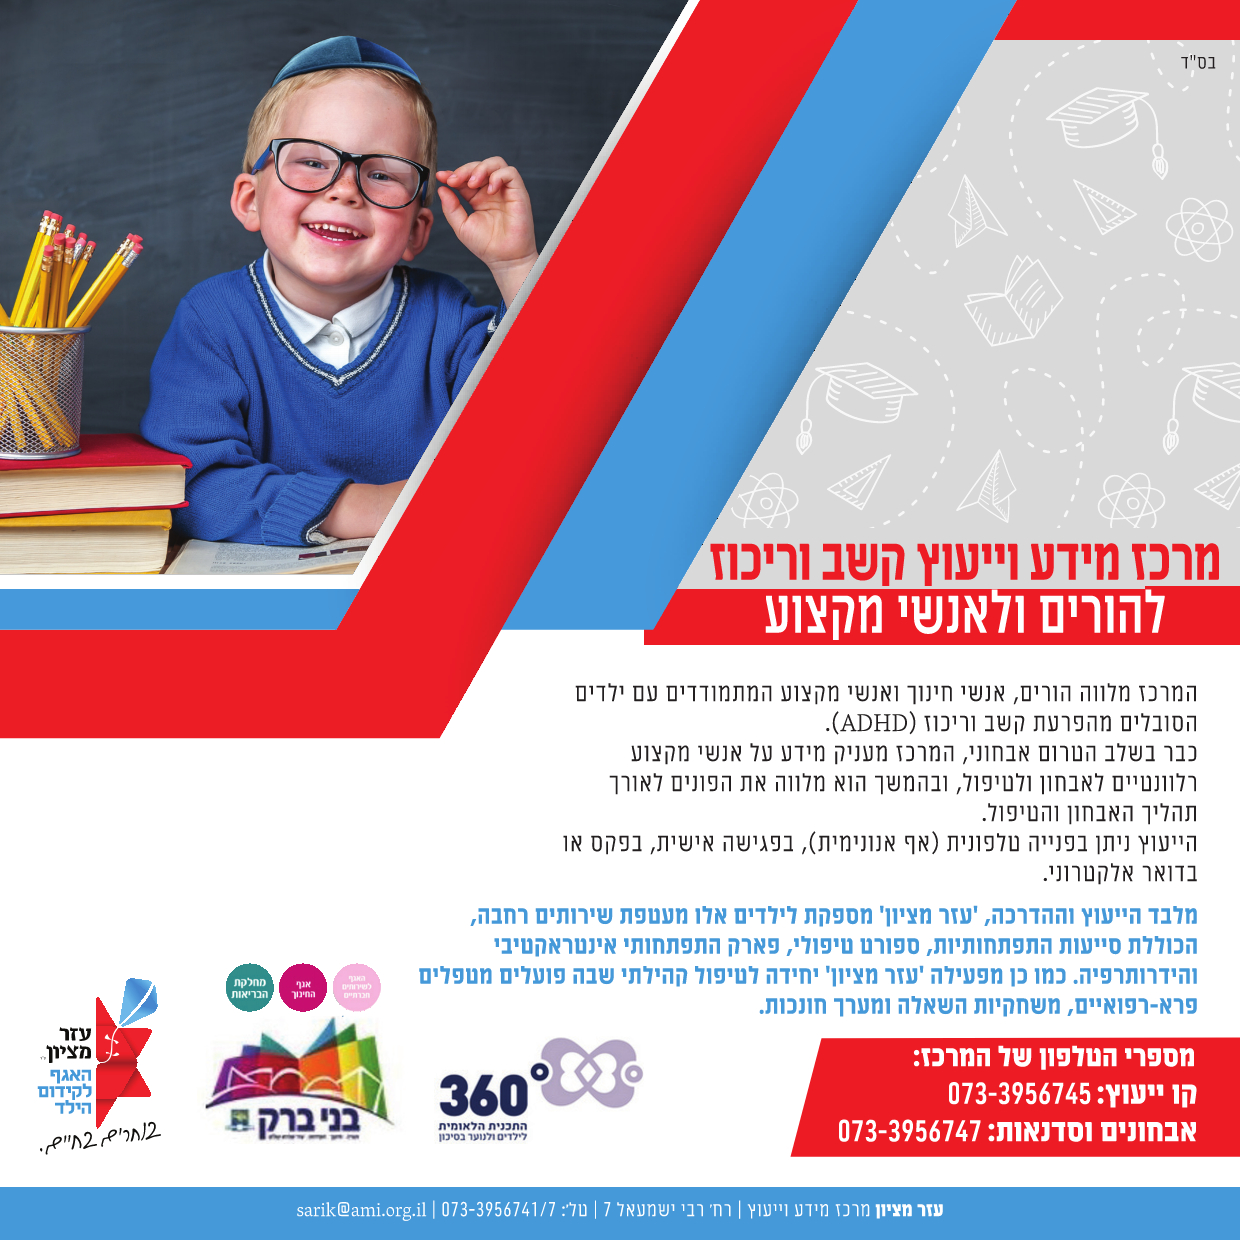 בס"ד
מרכז מידע וייעוץ קשב וריכוז
להורים ולאנשי מקצוע
המרכז מלווה הורים, אנשי חינוך ואנשי מקצוע המתמודדים עם ילדים
הסובלים מהפרעת קשב וריכוז (ADHD).
כבר בשלב הטרום אבחוני, המרכז מעניק מידע על אנשי מקצוע
רלוונטיים לאבחון ולטיפול, ובהמשך הוא מלווה את הפונים לאורך
תהליך האבחון והטיפול.
הייעוץ ניתן בפנייה טלפונית (אף אנונימית), בפגישה אישית, בפקס או
בדואר אלקטרוני.
מלבד הייעוץ וההדרכה, 'עזר מציון' מספקת לילדים אלו מעטפת שירותים רחבה,
הכוללת סייעות התפתחותיות, ספורט טיפולי, פארק התפתחותי אינטראקטיבי
והידרותרפיה. כמו כן מפעילה 'עזר מציון' יחידה לטיפול קהילתי שבה פועלים מטפלים
פרא-רפואיים, משחקיות השאלה ומערך חונכות.
מספרי הטלפון של המרכז:
קו ייעוץ: 073-3956745
אבחונים וסדנאות: 073-3956747
האגף
לשירותים
חברתיים
אגף
החינוך
מחלקת
הבריאות
בני ברק
360°
התכנית הלאומית
לילדים ולנוער בסיכון
עזר
מציון
האגף
לקידום
הילד
בוחרים בחיים.
עזר מציון מרכז מידע וייעוץ | רח' רבי ישמעאל 7 | טל': 073-3956741/7 | sarik@ami.org.il